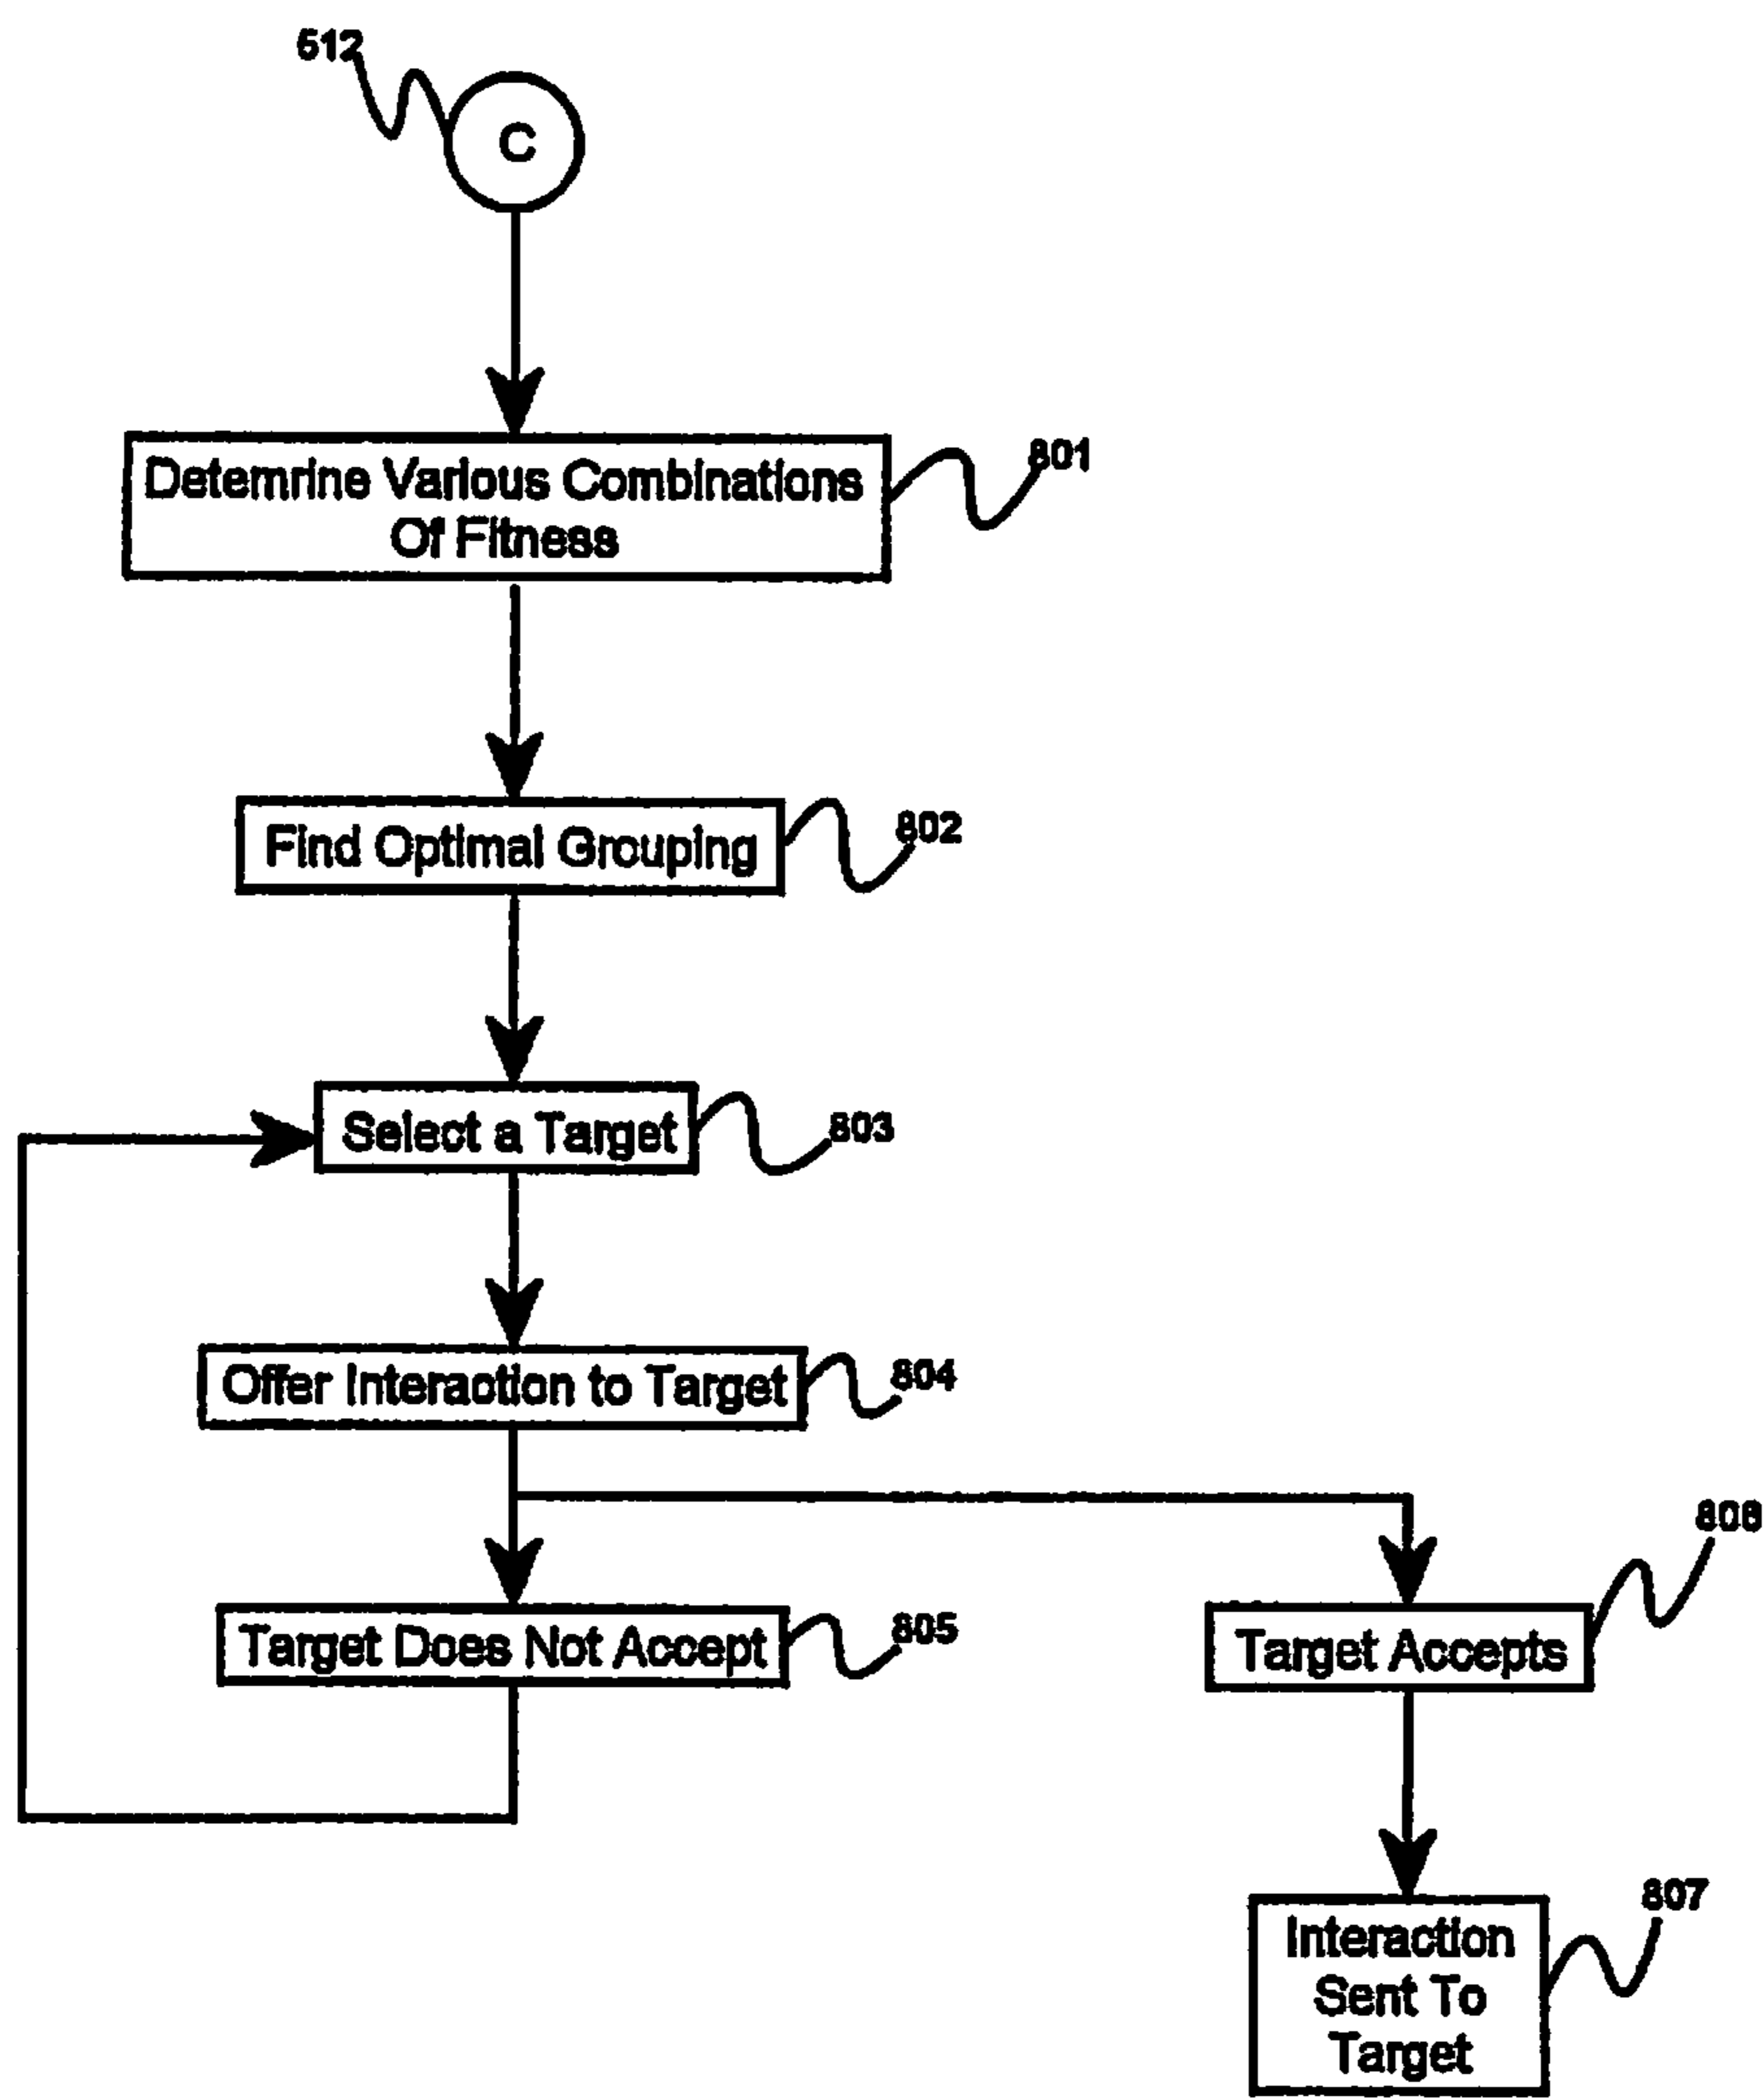 512
C
Detemrine Various Combinations
Of Fitness
801
Find Optimal Grouping
802
Select a Target
803
Offer Interaction to Target
804
Target Does Not Accept
805
Target Accepts
806
Interaction
Sent To
Target
807